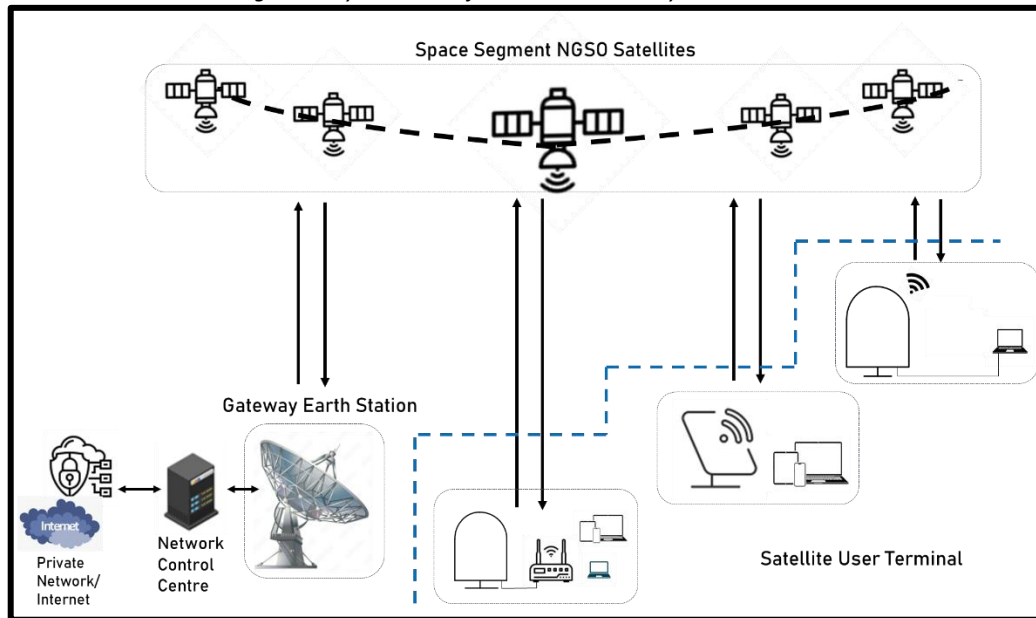 Space Segment NGSO Satellites
Gateway Earth Station
Internet
Private
Network/
Internet
Network
Control
Centre
Satellite User Terminal